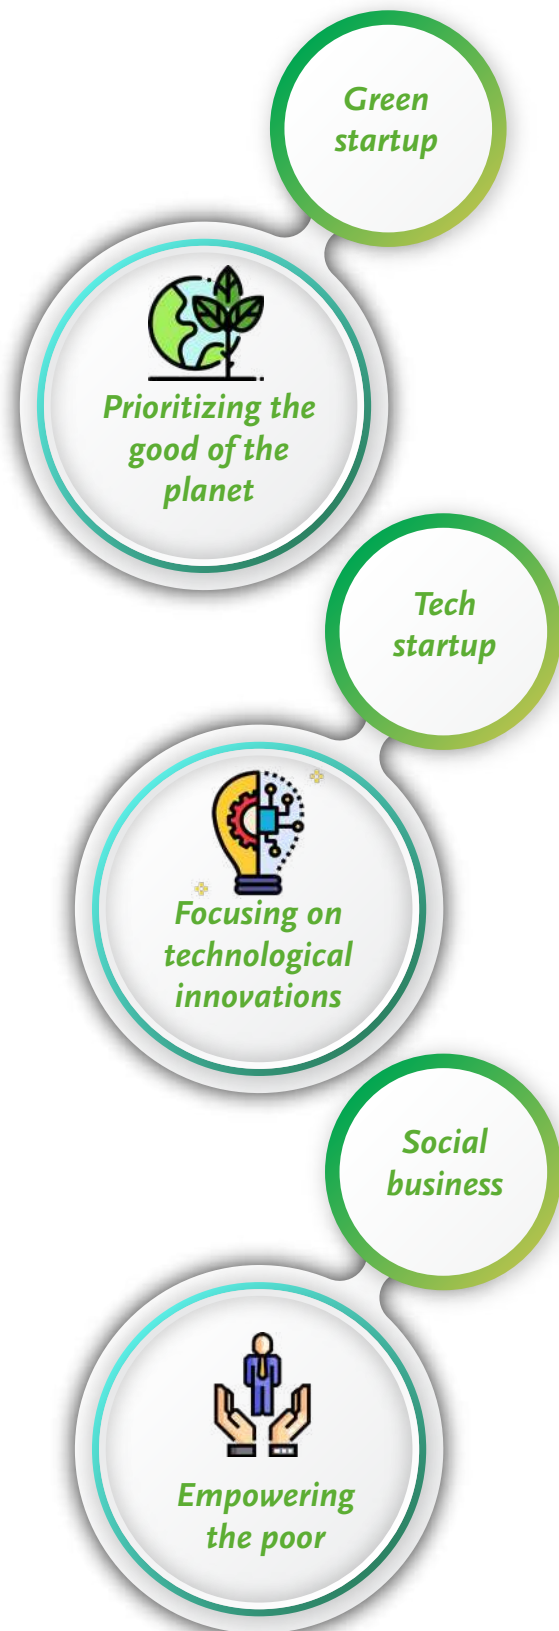 Green
startup
Prioritizing the
good of the
planet
Tech
startup
Focusing on
technological
innovations
Social
business
Empowering
the poor